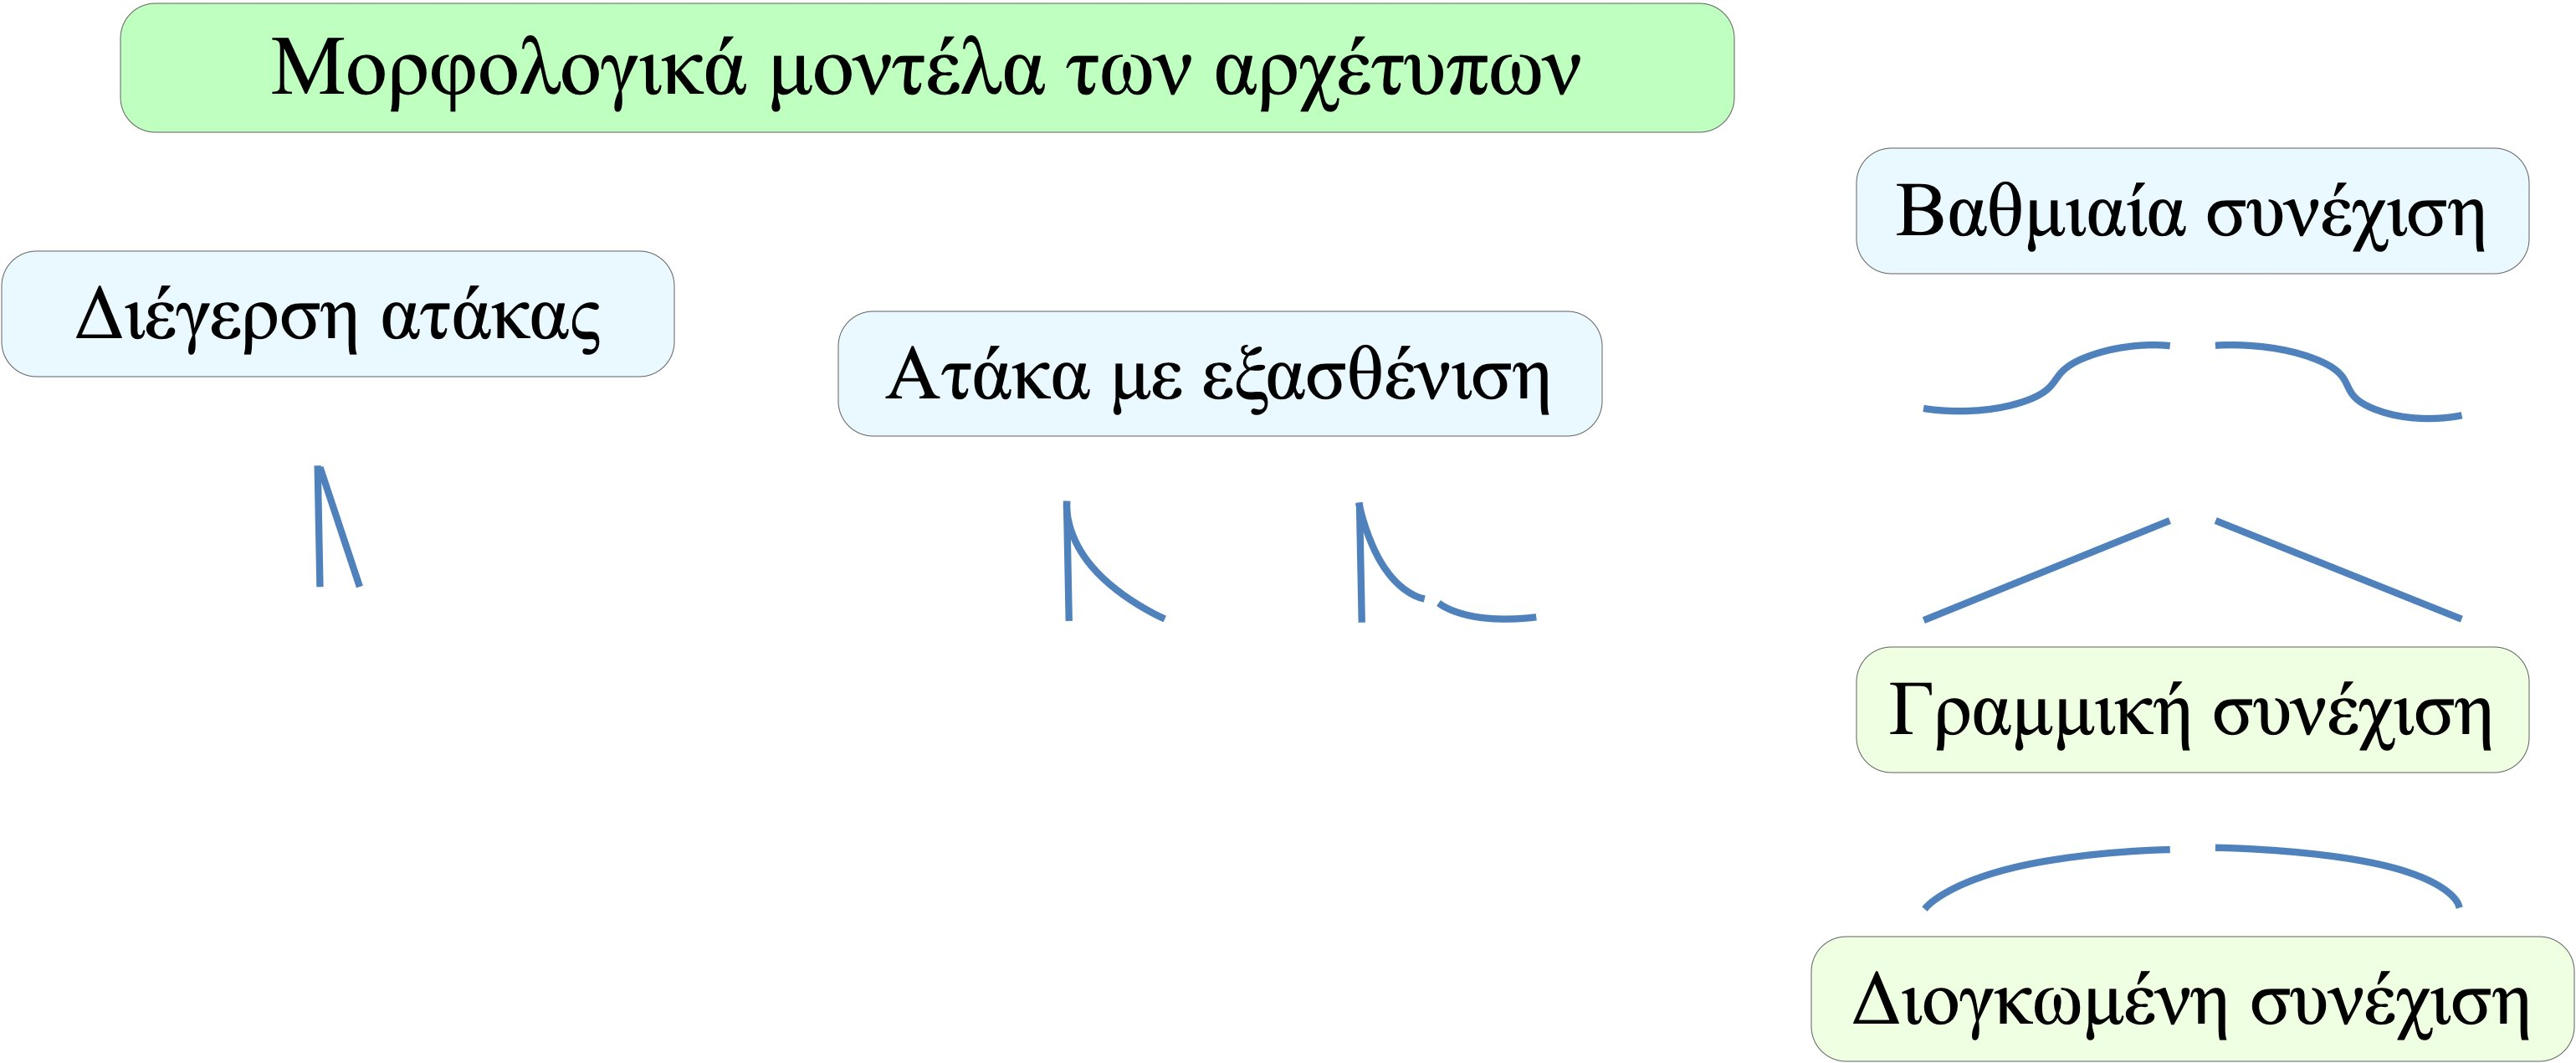 Μορφολογικά μοντέλα των αρχέτυπων
Διέγερση ατάκας
Ατάκα με εξασθένιση
Βαθμιαία συνέχιση
Γραμμική συνέχιση
Διογκωμένη συνέχιση